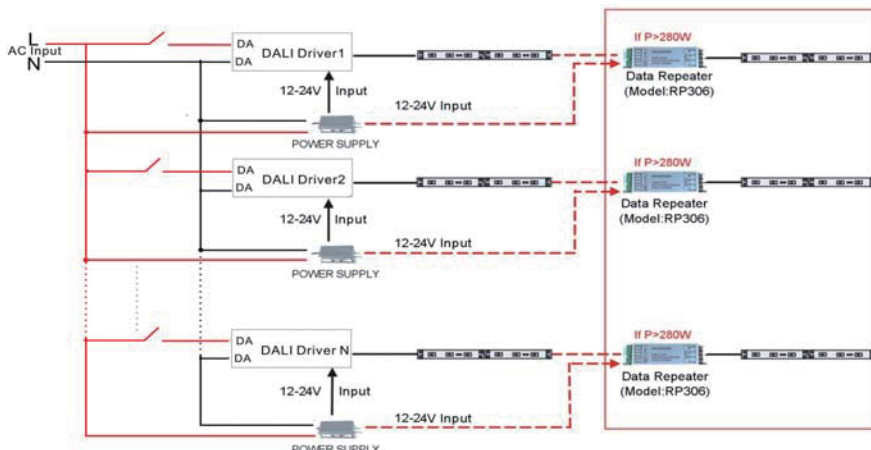 L
AC Input
N
DA
DA
DALI Driver1
If P>280W
Data Repeater
(Model:RP306)
12-24V
Input
12-24V Input
POWER SUPPLY
DA
DA
DALI Driver2
If P>280W
Data Repeater
(Model:RP306)
12-24V
Input
12-24V Input
POWER SUPPLY
DA
DA
DALI Driver N
If P>280W
Data Repeater
(Model:RP306)
12-24V
Input
12-24V Input
POWER SUPPLY